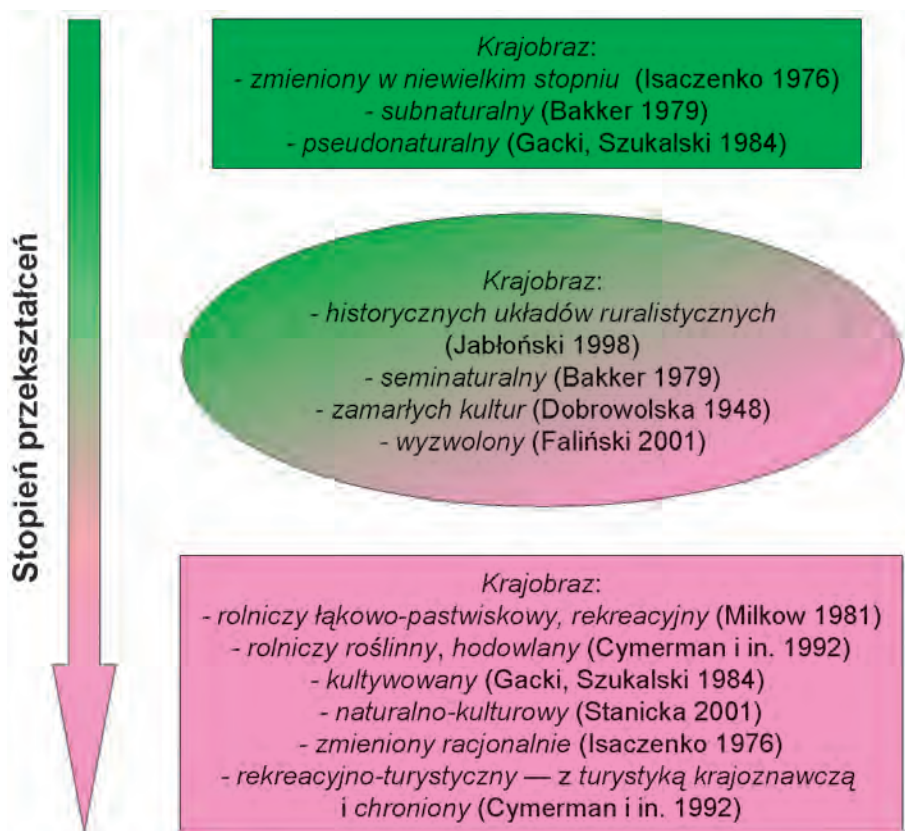 Stopień przekształceń
Krajobraz:
- zmieniony w niewielkim stopniu (Isaczenko 1976)
- subnaturalny (Bakker 1979)
- pseudonaturalny (Gacki, Szukalski 1984)
Krajobraz:
- historycznych układów ruralistycznych
(Jabłoński 1998)
- seminaturalny (Bakker 1979)
- zamarłych kultur (Dobrowolska 1948)
- wyzwolony (Faliński 2001)
Krajobraz:
- rolniczy łąkowo-pastwiskowy, rekreacyjny (Milkow 1981)
- rolniczy roślinny, hodowlany (Cymerman i in. 1992)
- kultywowany (Gacki, Szukalski 1984)
- naturalno-kulturowy (Stanicka 2001)
- zmieniony racjonalnie (Isaczenko 1976)
- rekreacyjno-turystyczny — z turystyką krajoznawczą
i chroniony (Cymerman i in. 1992)